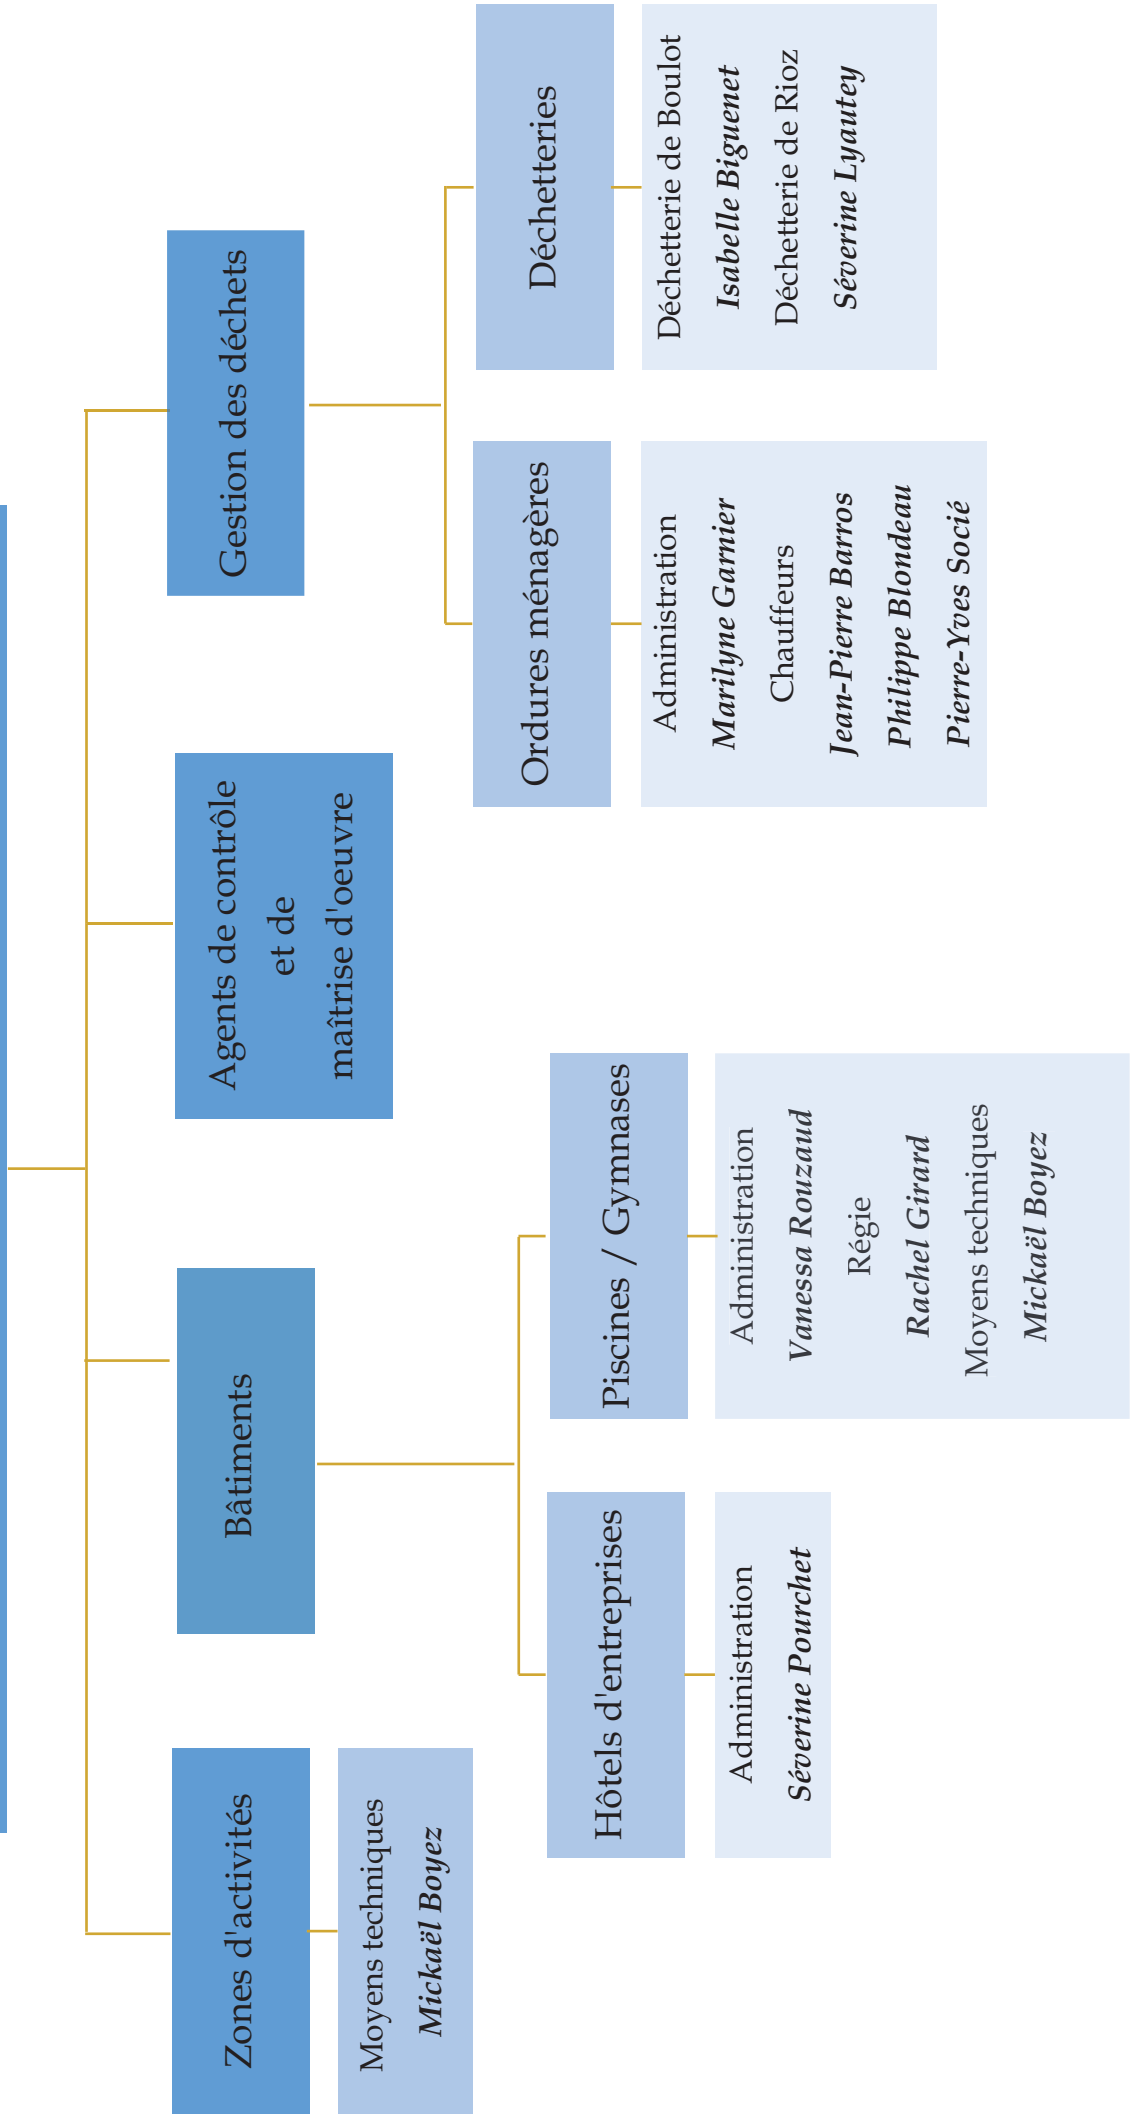 Zones d'activités
Moyens techniques
Mickaël Boyez
Bâtiments
Hôtels d'entreprises
Administration
Séverine Pourchet
Piscines / Gymnases
Administration
Vanessa Rouzaud
Régie
Rachel Girard
Moyens techniques
Mickaël Boyez
Agents de contrôle
et de
maîtrise d'oeuvre
Gestion des déchets
Ordures ménagères
Administration
Marilyne Garnier
Chauffeurs
Jean-Pierre Barros
Philippe Blondeau
Pierre-Yves Socié
Déchetteries
Déchetterie de Boulot
Isabelle Biguenet
Déchetterie de Rioz
Séverine Lyautey